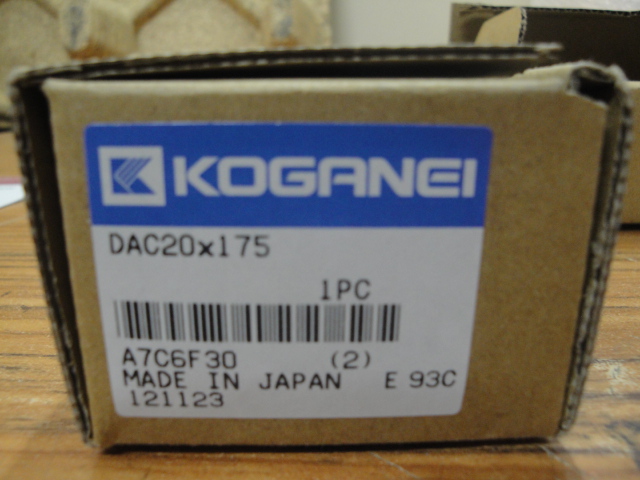 KOGANEI
DAC20x175
1PC
A7C6F30 (2)
MADE IN JAPAN E 93C
121123